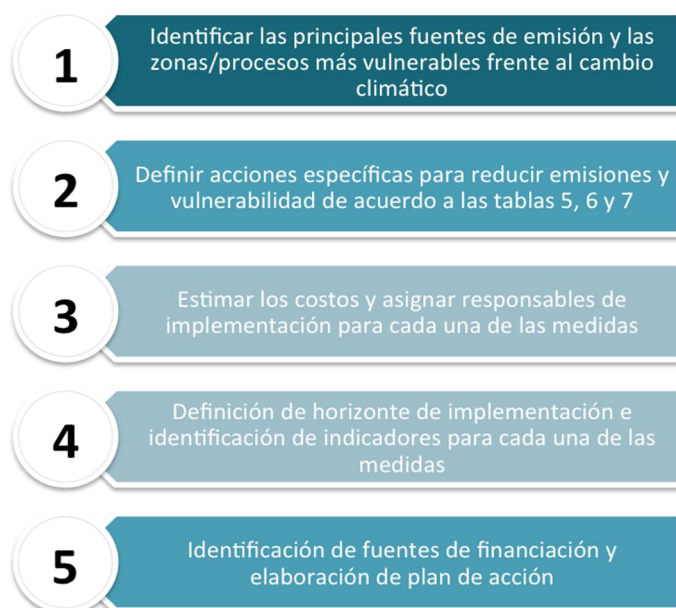 1
Identificar las principales fuentes de emisión y las
zonas/procesos más vulnerables frente al cambio
climático
2
Definir acciones específicas para reducir emisiones y
vulnerabilidad de acuerdo a las tablas 5, 6 y 7
3
Estimar los costos y asignar responsables de
implementación para cada una de las medidas
4
Definición de horizonte de implementación e
identificación de indicadores para cada una de las
medidas
5
Identificación de fuentes de financiación y
elaboración de plan de acción